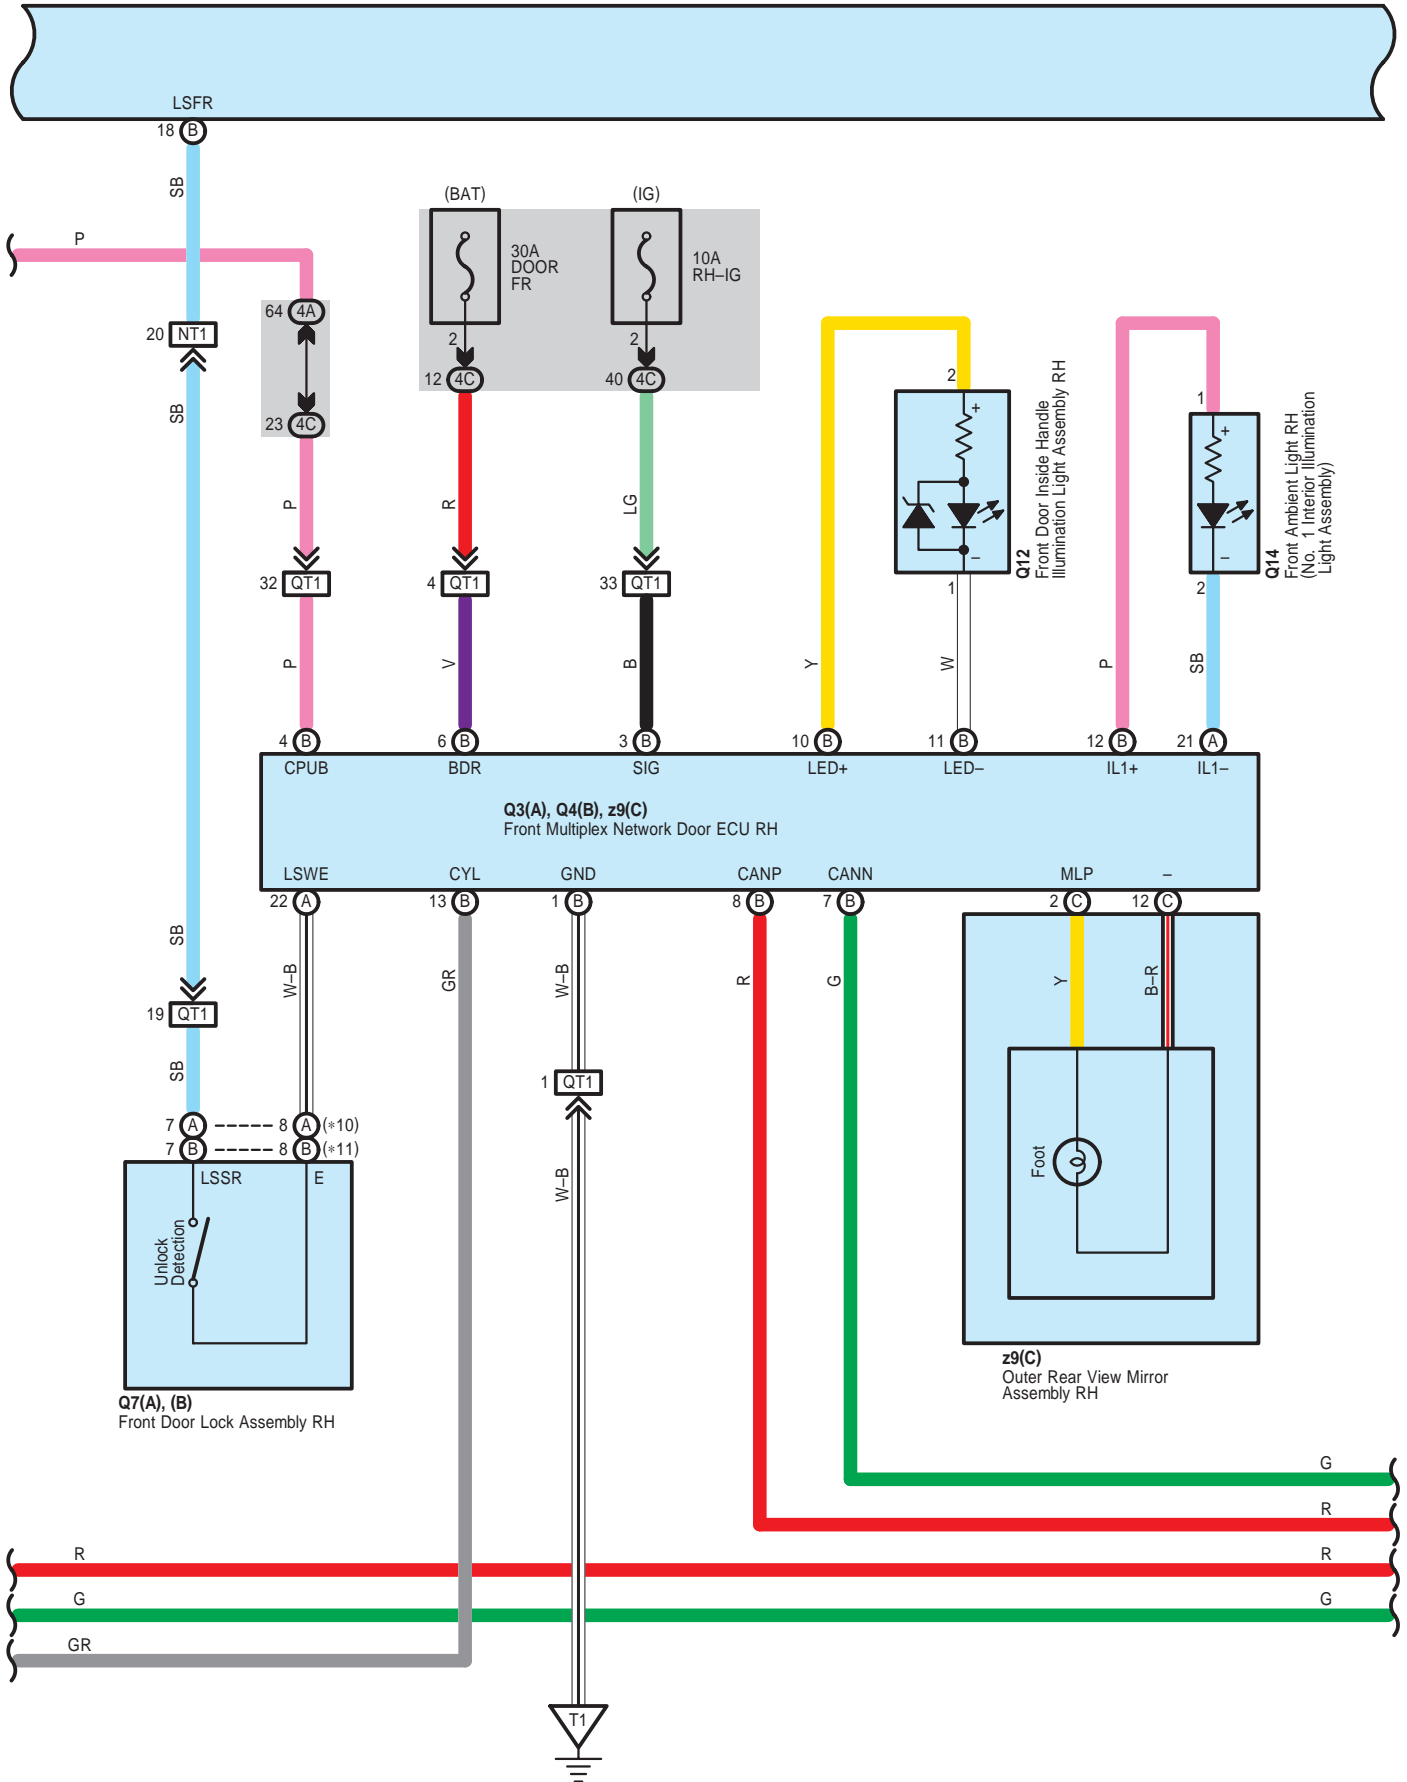 LSFR
18 B
SB
P
(BAT)
(IG)
30A
DOOR
FR
10A
RH–IG
64 4A
20 NT1
2
2
12 4C
40 4C
23 4C
SB
2
+
–
1
Q12
Front Door Inside Handle
Illumination Light Assembly RH
1
+
–
2
Q14
Front Ambient Light RH
(No. 1 Interior Illumination
Light Assembly)
P
R
LG
32 QT1
4 QT1
33 QT1
P
V
B
Y
W
P
SB
4 B
6 B
3 B
10 B
11 B
12 B
21 A
CPUB
BDR
SIG
LED+
LED–
IL1+
IL1–
Q3(A), Q4(B), z9(C)
Front Multiplex Network Door ECU RH
LSWE
CYL
GND
CANP
CANN
MLP
–
22 A
13 B
1 B
8 B
7 B
2 C
12 C
SB
W–B
GR
W–B
R
G
Y
B–R
19 QT1
SB
1 QT1
7 A
8 A (*10)
7 B
8 B (*11)
LSSR
E
Unlock
Detection
W–B
Foot
z9(C)
Outer Rear View Mirror
Assembly RH
Q7(A), (B)
Front Door Lock Assembly RH
G
R
R
R
G
G
GR
T1